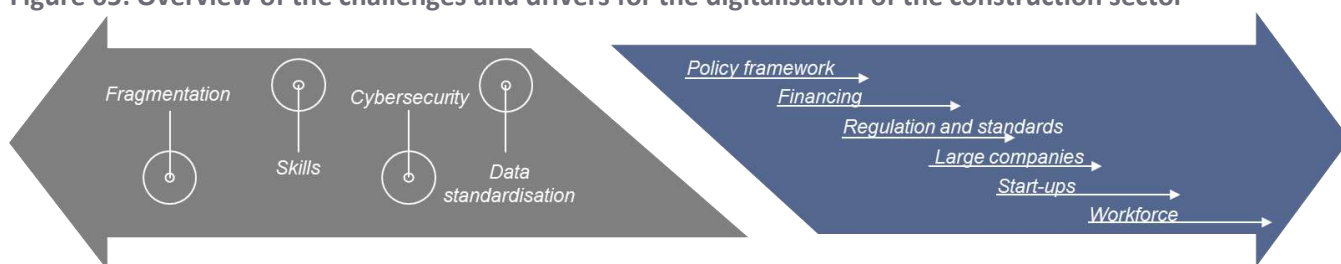 Figure Overview of the challenges and drivers for the digitalisation of the construction sector
Fragmentation
Skills
Cybersecurity
Data
standardisation
Policy framework
Financing
Regulation and standards
Large companies
Start-ups
Workforce